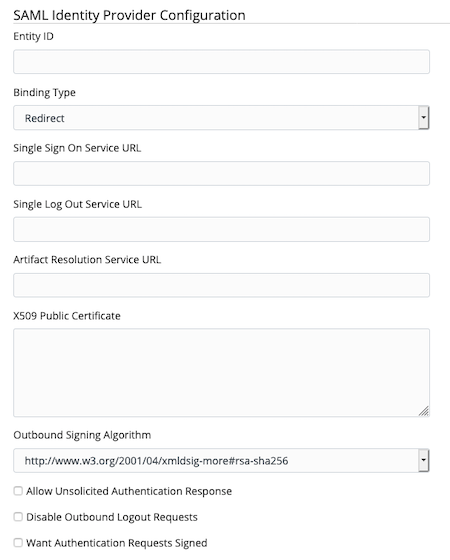 SAML Identity Provider Configuration
Entity ID
Binding Type
Redirect
Single Sign On Service URL
Single Log Out Service URL
Artifact Resolution Service URL
X509 Public Certificate
Outbound Signing Algorithm
http://www.w3.org/2001/04/xmldsig-more#rsa-sha256
Allow Unsolicited Authentication Response
Disable Outbound Logout Requests
Want Authentication Requests Signed